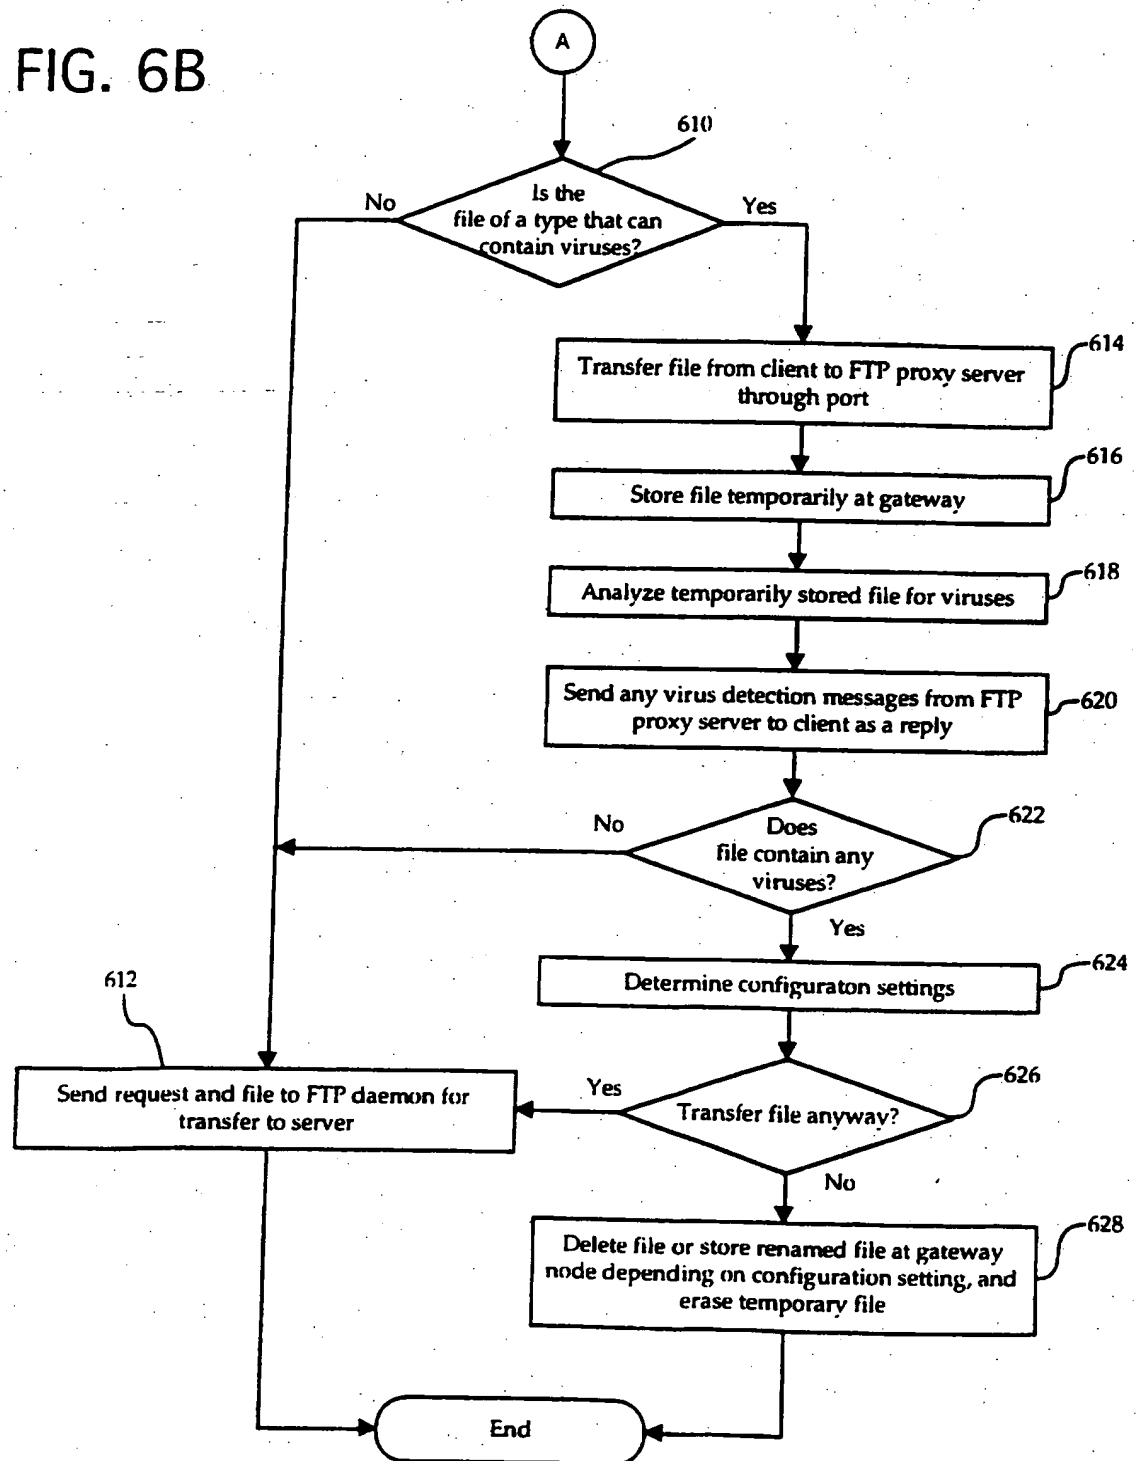 FIG. 6B
A
610
Is the
file of a type that can
contain viruses?
No
Yes
614
Transfer file from client to FTP proxy server
through port
616
Store file temporarily at gateway
618
Analyze temporarily stored file for viruses
620
Send any virus detection messages from FTP
proxy server to client as a reply
622
Does
file contain any
viruses?
No
Yes
624
Determine configuraton settings
612
Send request and file to FTP daemon for
transfer to server
626
Transfer file anyway?
Yes
No
628
Delete file or store renamed file at gateway
node depending on configuration setting, and
erase temporary file
End